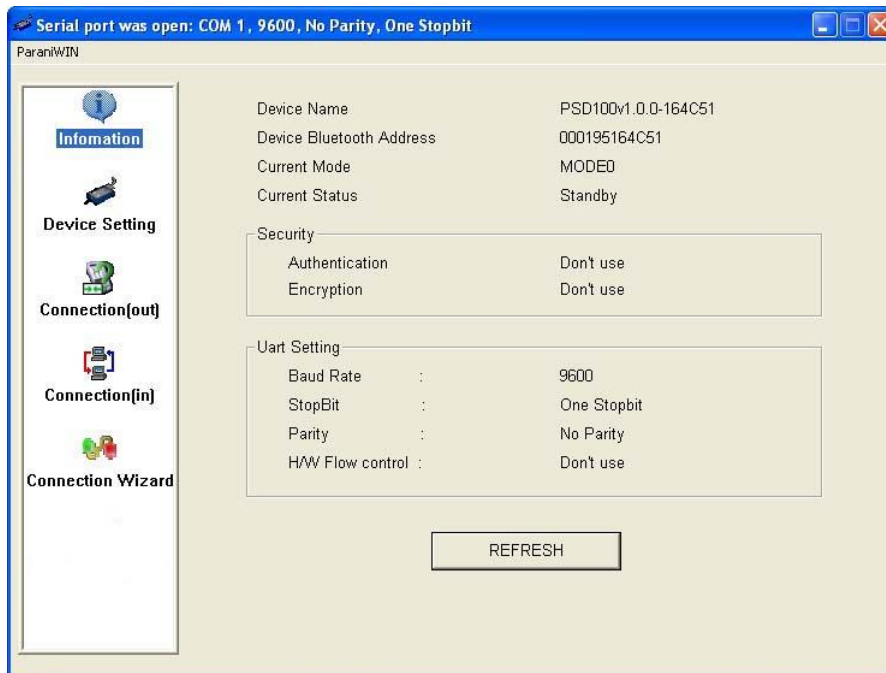 Serial port was open: COM 1, 9600, No Parity, One Stopbit
ParaniWIN
Infomation
Device Setting
Connection(out)
Connection(in)
Connection Wizard
Device Name PSD100v1.0.0-164C51
Device Bluetooth Address 000195164C51
Current Mode MODE0
Current Status Standby
Security
Authentication Don't use
Encryption Don't use
Uart Setting
Baud Rate : 9600
StopBit : One Stopbit
Parity : No Parity
H/W Flow control : Don't use
REFRESH